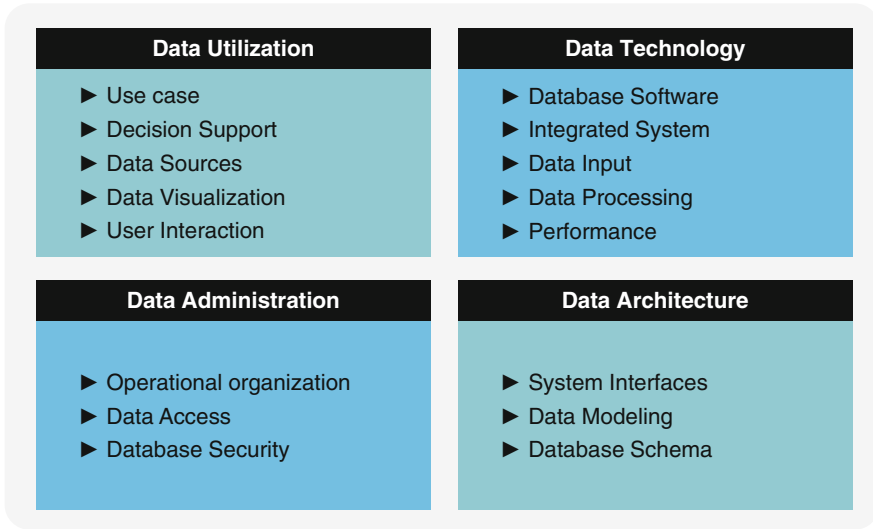 Data Utilization
► Use case
► Decision Support
► Data Sources
► Data Visualization
► User Interaction
Data Technology
► Database Software
► Integrated System
► Data Input
► Data Processing
► Performance
Data Administration
► Operational organization
► Data Access
► Database Security
Data Architecture
► System Interfaces
► Data Modeling
► Database Schema